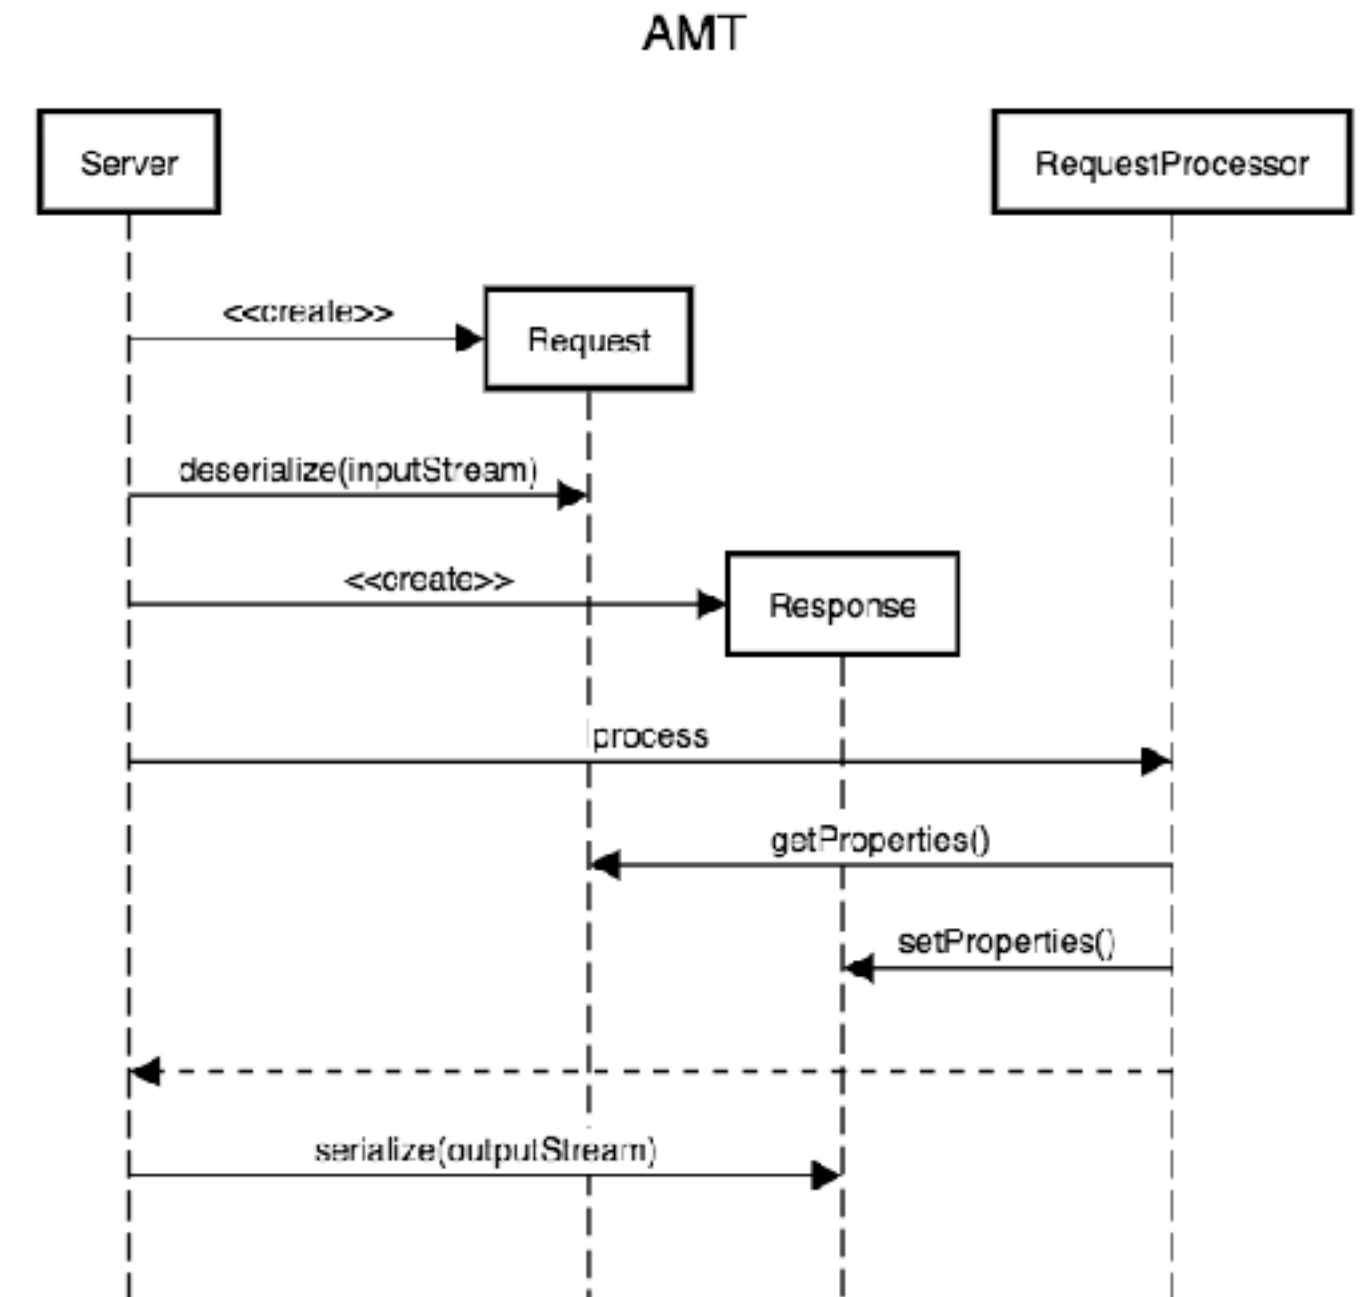 AMT
Server
RequestProcessor
<<create>>
Request
deserialize(inputStream)
<<create>>
Response
process
getProperties()
setProperties()
serialize(outputStream)